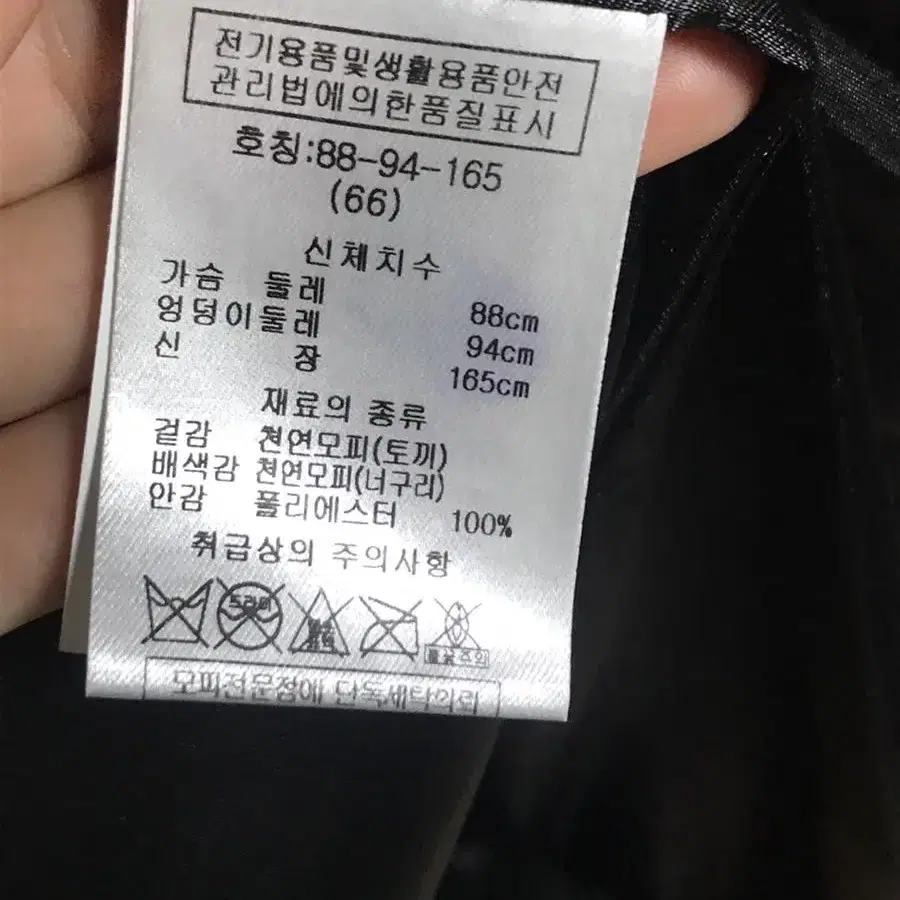 전기용품및생활용품안전
관리법에의한품질표시
호칭:88-94-165
(66)
신체치수
가슴 둘레 88cm
엉덩이둘레 94cm
신 장 165cm
재료의 종류
겉감 천연모피(토끼)
배색감 천연모피(너구리)
안감 폴리에스터 100%
취급상의 주의사항
드라이
모피전문점에 단독세탁의뢰